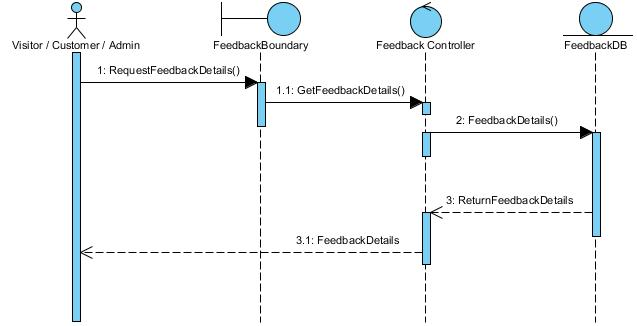 Visitor / Customer / Admin
FeedbackBoundary
Feedback Controller
FeedbackDB
1: RequestFeedbackDetails()
1.1: GetFeedbackDetails()
2: FeedbackDetails()
3: ReturnFeedbackDetails
3.1: FeedbackDetails